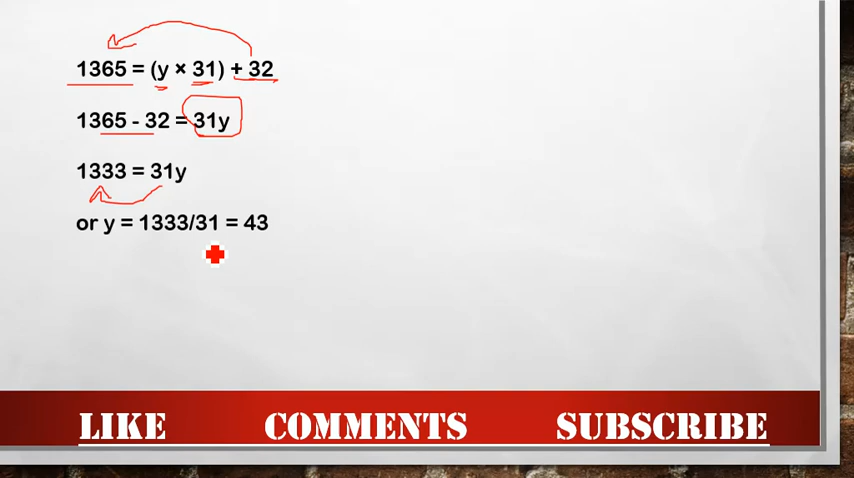 1365 = (y × 31) + 32
1365 - 32 = 31y
1333 = 31y
or y = 1333/31 = 43
LIKE COMMENTS SUBSCRIBE